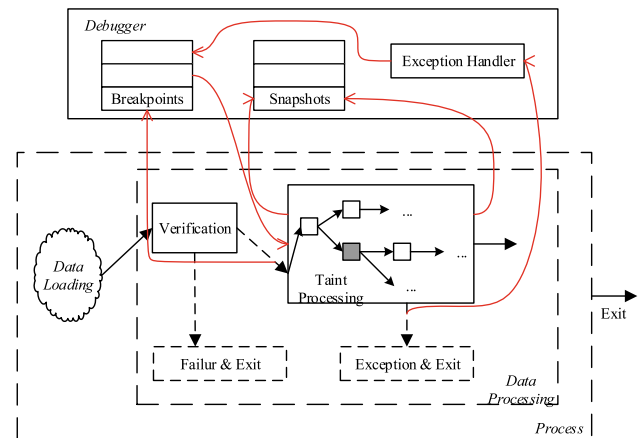 Debugger
Exception Handler
Breakpoints
Snapshots
Verification
...
Data
Loading
...
Taint
Processing
...
Exit
Failur & Exit
Exception & Exit
Data
Processing
Process